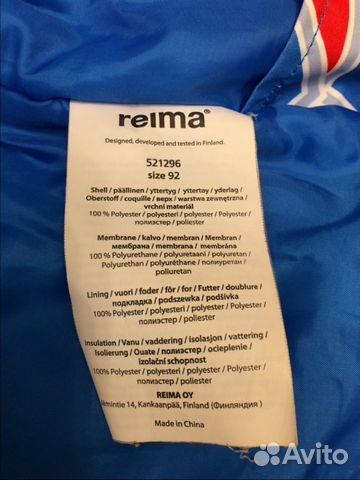 reima®
Designed, developed and tested in Finland.
521296
size 92
Shell / päällinen / yttertyg / yttertøy / yderlag /
Oberstoff / coquille / верх / warstwa zewnętrzna /
vrchní materiál
100 % Polyester / polyesteri / polyester / Polyester /
полиэстер / poliester
Membrane / kalvo / membran / Membran /
мембрана / membrana / membrána
100 % Polyurethane / polyuretaani / polyuretan /
Polyurethan / polyuréthane / полиуретан /
poliuretan
Lining / vuori / foder / fôr / for / Futter / doublure /
подкладка / podszewka / podšívka
100% Polyester / polyesteri / polyester / Polyester /
полиэстер / poliester
Insulation / Vanu / vaddering / isolasjon / vattering /
Isolierung / Ouate / полиэстер / ocieplenie /
izolační schopnost
100% Polyester / polyesteri / polyester / Polyester /
полиэстер / poliester
REIMA OY
14, Kankaanpää, Finland (Финляндия )
Made in China
Avito